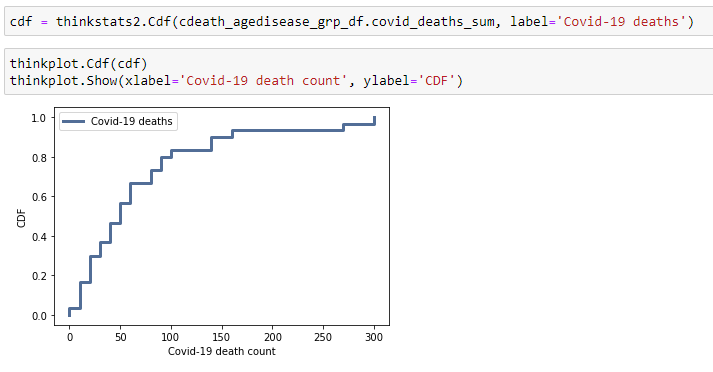 cdf = thinkstats2.Cdf(cdeath_agedisease_grp_df.covid_deaths_sum, label='Covid-19 deaths')
thinkplot.Cdf(cdf)
thinkplot.Show(xlabel='Covid-19 death count', ylabel='CDF')
Covid-19 deaths
1.0
0.8
0.6
0.4
0.2
0.0
CDF
0 50 100 150 200 250 300
Covid-19 death count